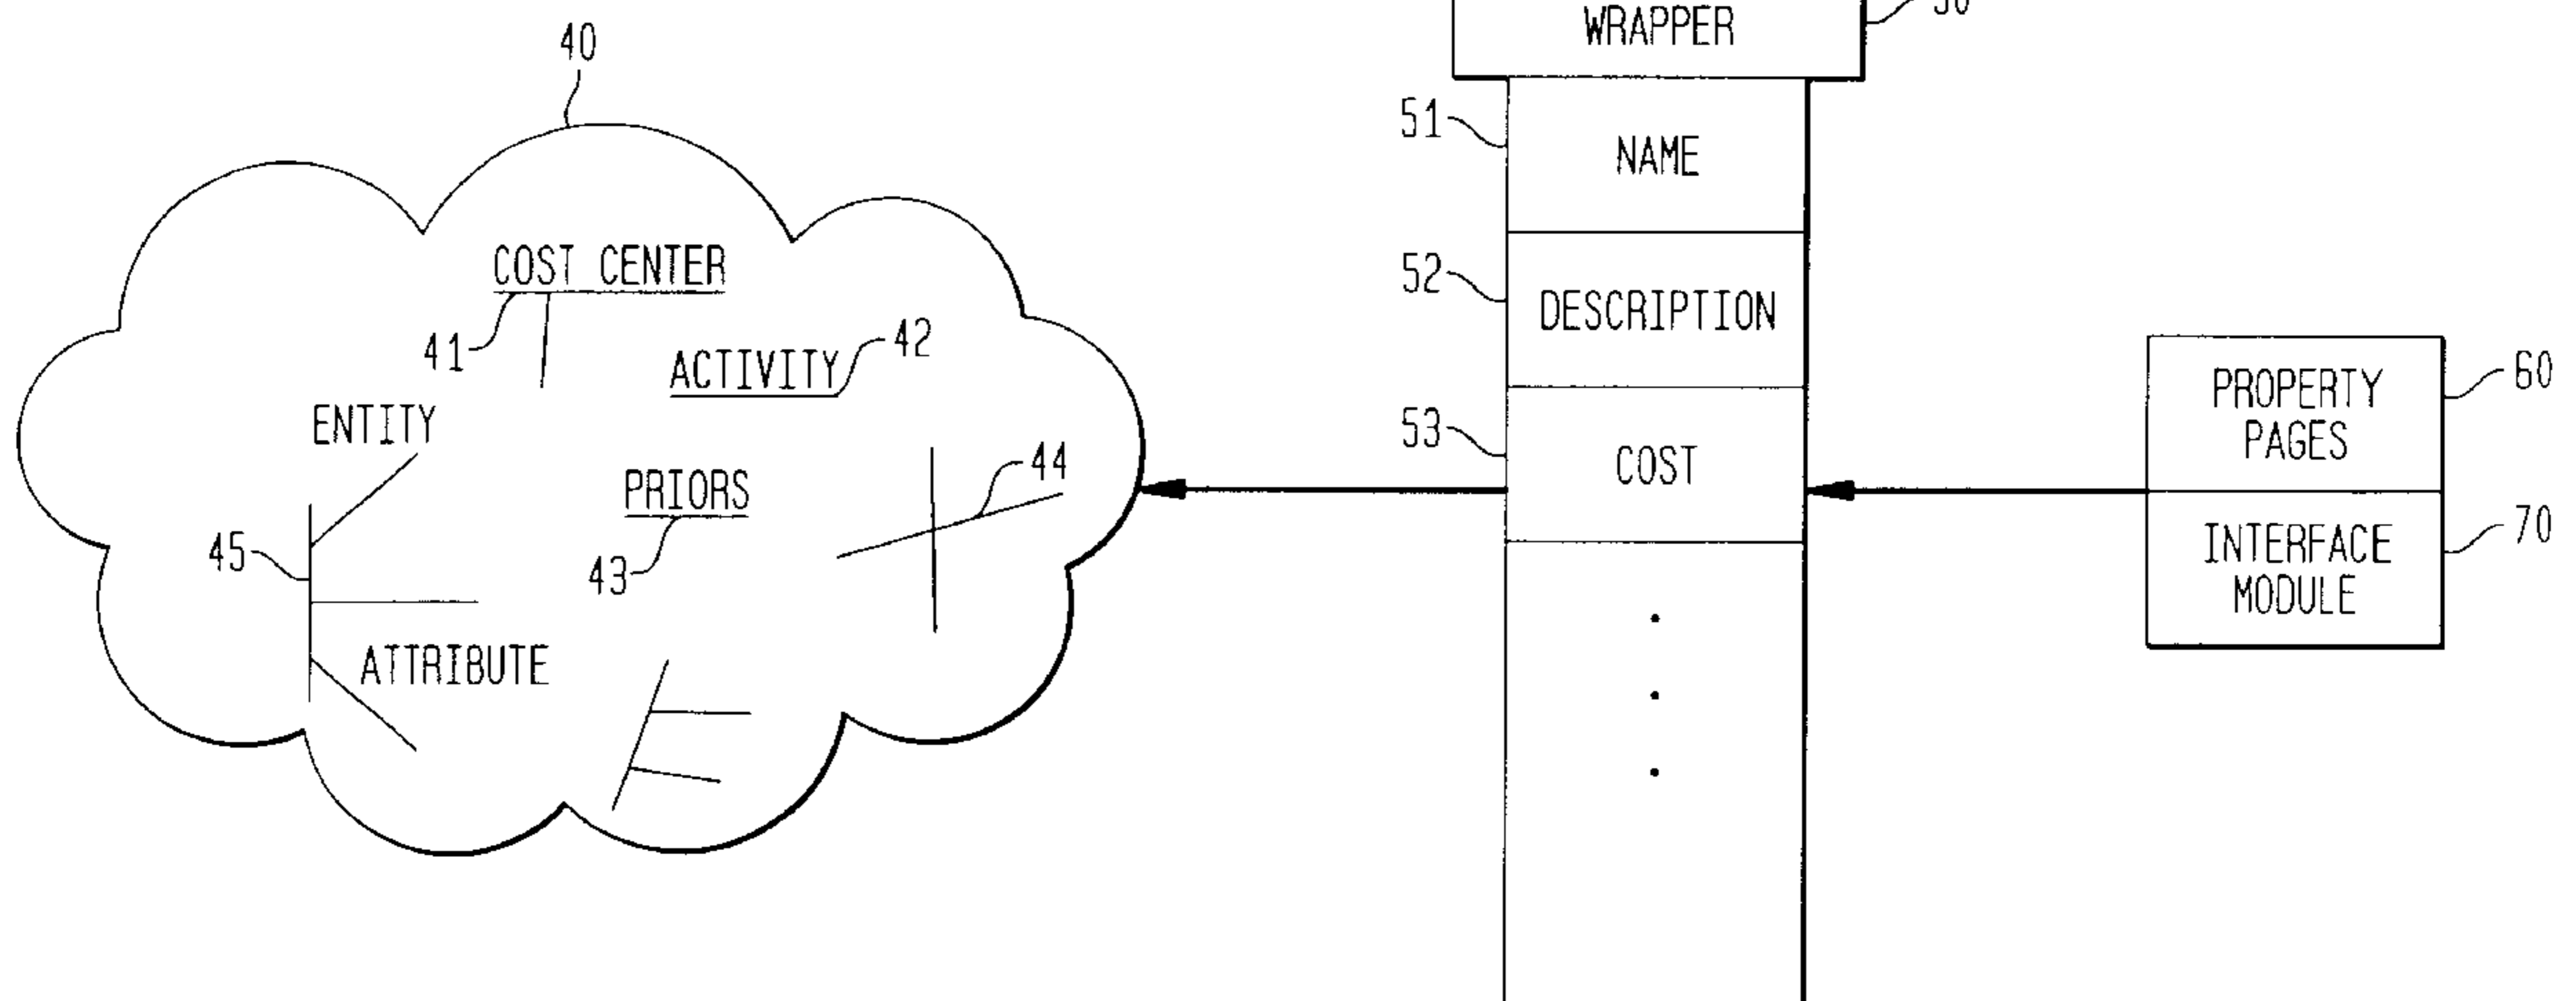 40
COST CENTER
41
ACTIVITY
42
ENTITY
PRIORS
43
44
45
ATTRIBUTE
WRAPPER
51
NAME
52
DESCRIPTION
53
COST
PROPERTY
PAGES
60
INTERFACE
MODULE
70